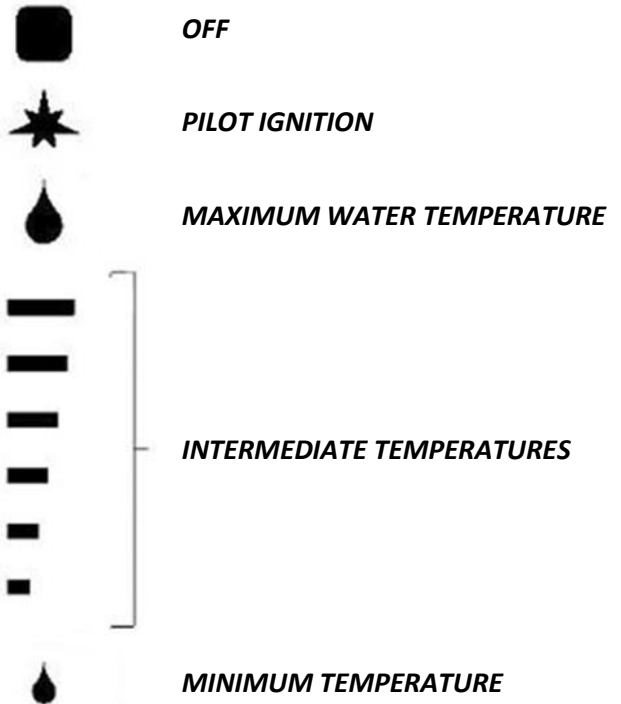 OFF
PILOT IGNITION
MAXIMUM WATER TEMPERATURE
INTERMEDIATE TEMPERATURES
MINIMUM TEMPERATURE